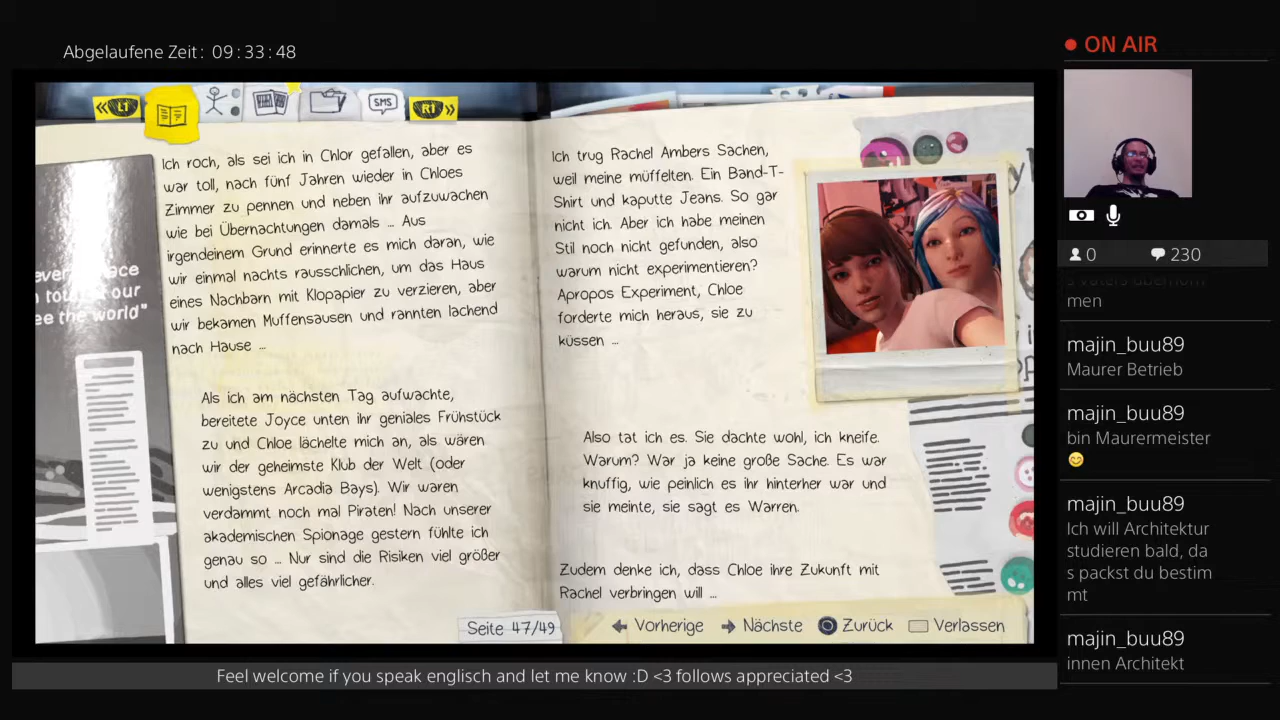 Abgelaufene Zeit: 09:33:48
ON AIR
L1
SMS
R1
Ich roch, als sei ich in Chlor gefallen, aber es
war toll, nach fünf Jahren wieder in Chloes
Zimmer zu pennen und neben ihr aufzuwachen
wie bei Übernachtungen damals ... Aus
irgendeinem Grund erinnerte es mich daran, wie
wir einmal nachts rausschlichen, um das Haus
eines Nachbarn mit Klopapier zu verzieren, aber
wir bekamen Muffensausen und rannten lachend
nach Hause ...
Als ich am nächsten Tag aufwachte,
bereitete Joyce unten ihr geniales Frühstück
zu und Chloe lächelte mich an, als wären
wir der geheimste Klub der Welt (oder
wenigstens Arcadia Bays). Wir waren
verdammt noch mal Piraten! Nach unserer
akademischen Spionage gestern fühlte ich
genau so ... Nur sind die Risiken viel größer
und alles viel gefährlicher.
Ich trug Rachel Ambers Sachen,
weil meine müffelten. Ein Band-T-
Shirt und kaputte Jeans. So gar
nicht ich. Aber ich habe meinen
Stil noch nicht gefunden, also
warum nicht experimentieren?
Apropos Experiment, Chloe
forderte mich heraus, sie zu
küssen ...
Also tat ich es. Sie dachte wohl, ich kneife.
Warum? War ja keine große Sache. Es war
knuffig, wie peinlich es ihr hinterher war und
sie meinte, sie sagt es Warren.
Zudem denke ich, dass Chloe ihre Zukunft mit
Rachel verbringen will ...
our
ee the world"
Seite 47/49
Vorherige
Nächste
Zurück
Verlassen
0
230
men
majin_buu89
Maurer Betrieb
majin_buu89
bin Maurermeister
😊
majin_buu89
Ich will Architektur
studieren bald, da
s packst du bestim
mt
majin_buu89
innen Architekt
Feel welcome if you speak englisch and let me know :D <3 follows appreciated <3